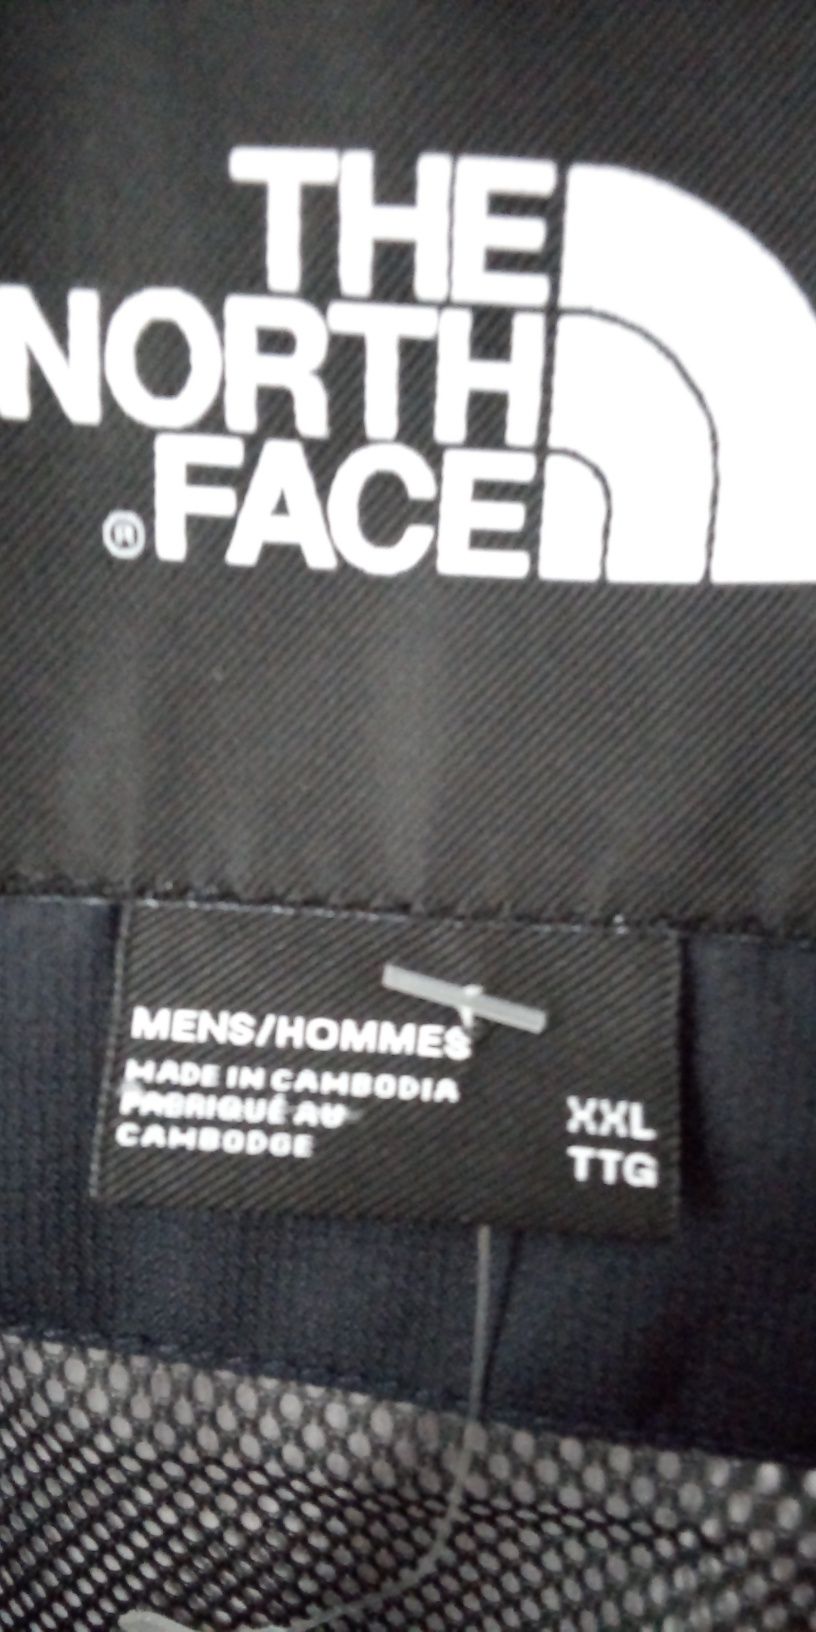 THE
NORTH
FACE
®
MENS/HOMMES
MADE IN CAMBODIA
FABRIQUÉ AU
CAMBODGE
XXL
TTG